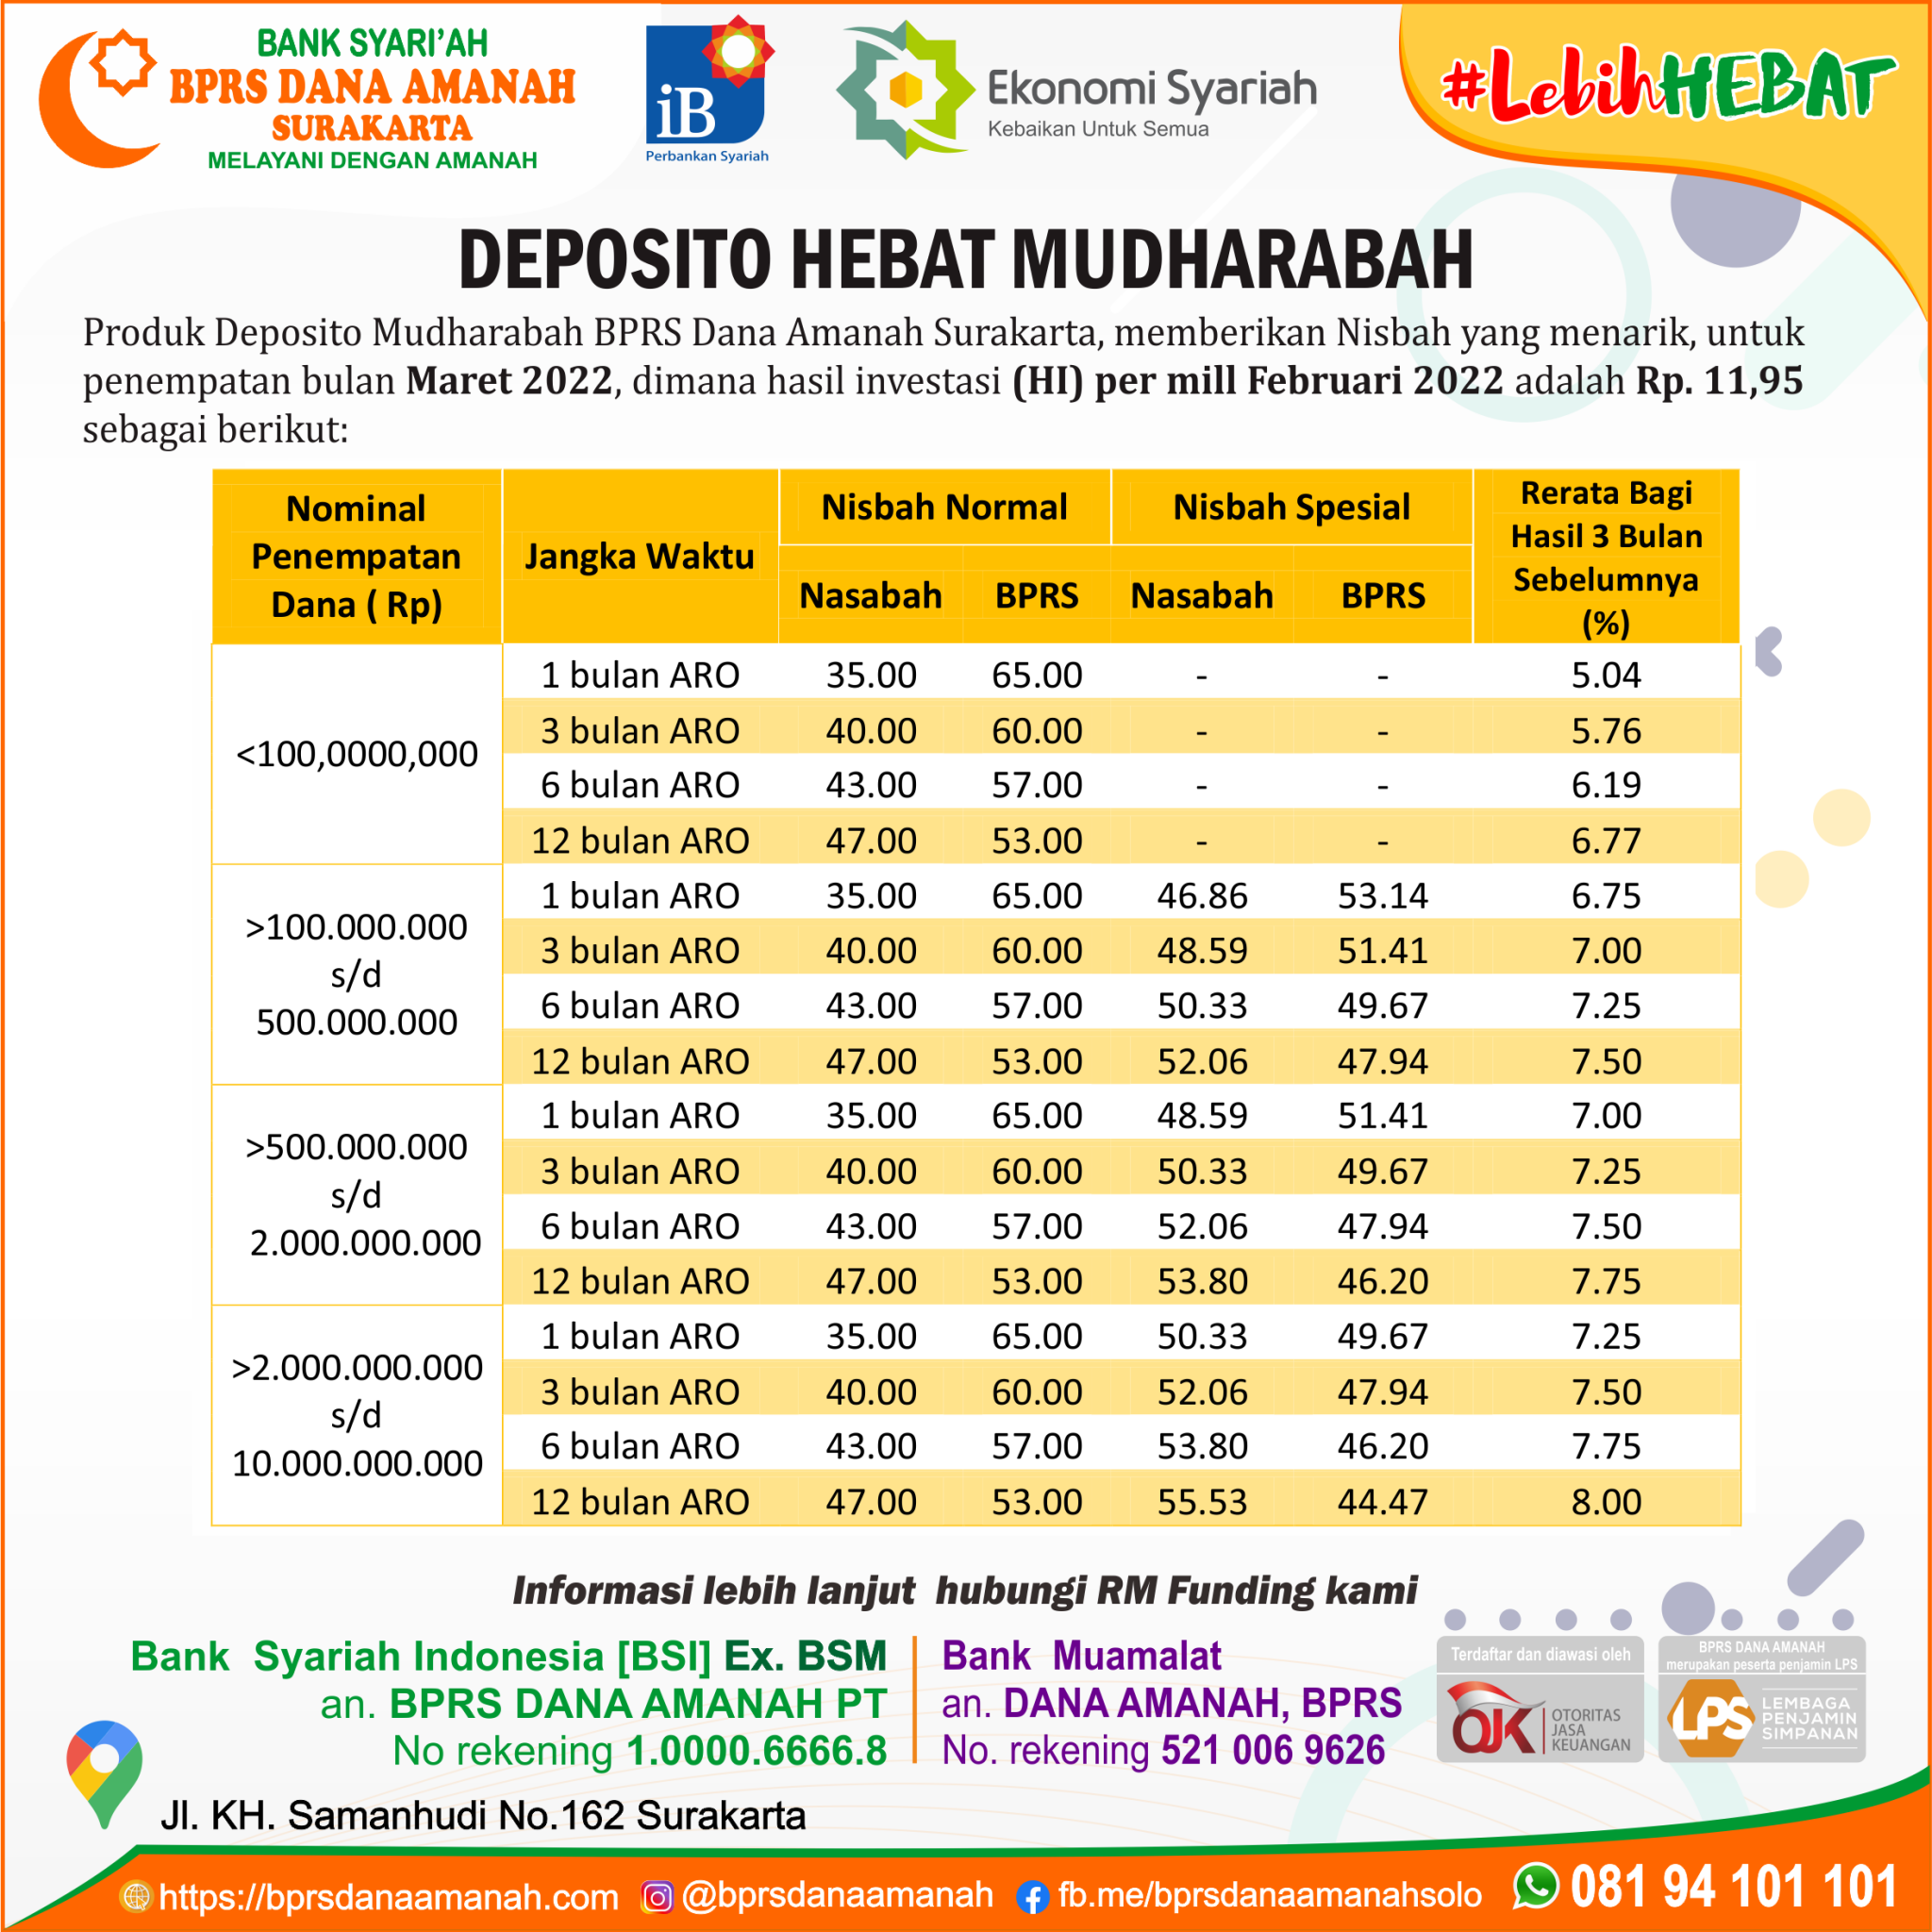 BANK SYARI'AH
BPRS DANA AMANAH
SURAKARTA
MELAYANI DENGAN AMANAH
iB
Perbankan Syariah
Ekonomi Syariah
Kebaikan Untuk Semua
#LebihHEBAT
DEPOSITO HEBAT MUDHARABAH
Produk Deposito Mudharabah BPRS Dana Amanah Surakarta, memberikan Nisbah yang menarik, untuk
penempatan bulan Maret 2022, dimana hasil investasi (HI) per mill Februari 2022 adalah Rp. 11,95
sebagai berikut:
Nominal Penempatan Dana ( Rp) Jangka Waktu Nisbah Normal Nisbah Spesial Rerata Bagi Hasil 3 Bulan Sebelumnya (%)
Nasabah BPRS Nasabah BPRS
<100,0000,000
1 bulan ARO 35.00 65.00 - - 5.04
3 bulan ARO 40.00 60.00 - - 5.76
6 bulan ARO 43.00 57.00 - - 6.19
12 bulan ARO 47.00 53.00 - - 6.77
>100.000.000
s/d
500.000.000
1 bulan ARO 35.00 65.00 46.86 53.14 6.75
3 bulan ARO 40.00 60.00 48.59 51.41 7.00
6 bulan ARO 43.00 57.00 50.33 49.67 7.25
12 bulan ARO 47.00 53.00 52.06 47.94 7.50
>500.000.000
s/d
2.000.000.000
1 bulan ARO 35.00 65.00 48.59 51.41 7.00
3 bulan ARO 40.00 60.00 50.33 49.67 7.25
6 bulan ARO 43.00 57.00 52.06 47.94 7.50
12 bulan ARO 47.00 53.00 53.80 46.20 7.75
>2.000.000.000
s/d
10.000.000.000
1 bulan ARO 35.00 65.00 50.33 49.67 7.25
3 bulan ARO 40.00 60.00 52.06 47.94 7.50
6 bulan ARO 43.00 57.00 53.80 46.20 7.75
12 bulan ARO 47.00 53.00 55.53 44.47 8.00
Informasi lebih lanjut hubungi RM Funding kami
Bank Syariah Indonesia [BSI] Ex. BSM
an. BPRS DANA AMANAH PT
No rekening 1.0000.6666.8
Bank Muamalat
an. DANA AMANAH, BPRS
No. rekening 521 006 9626
Terdaftar dan diawasi oleh
OJK
OTORITAS
JASA
KEUANGAN
BPRS DANA AMANAH
merupakan peserta penjamin LPS
LPS
LEMBAGA
PENJAMIN
SIMPANAN
Jl. KH. Samanhudi No.162 Surakarta
https://bprsdanaamanah.com @bprsdanaamanah fb.me/bprsdanaamanahsolo 081 94 101 101